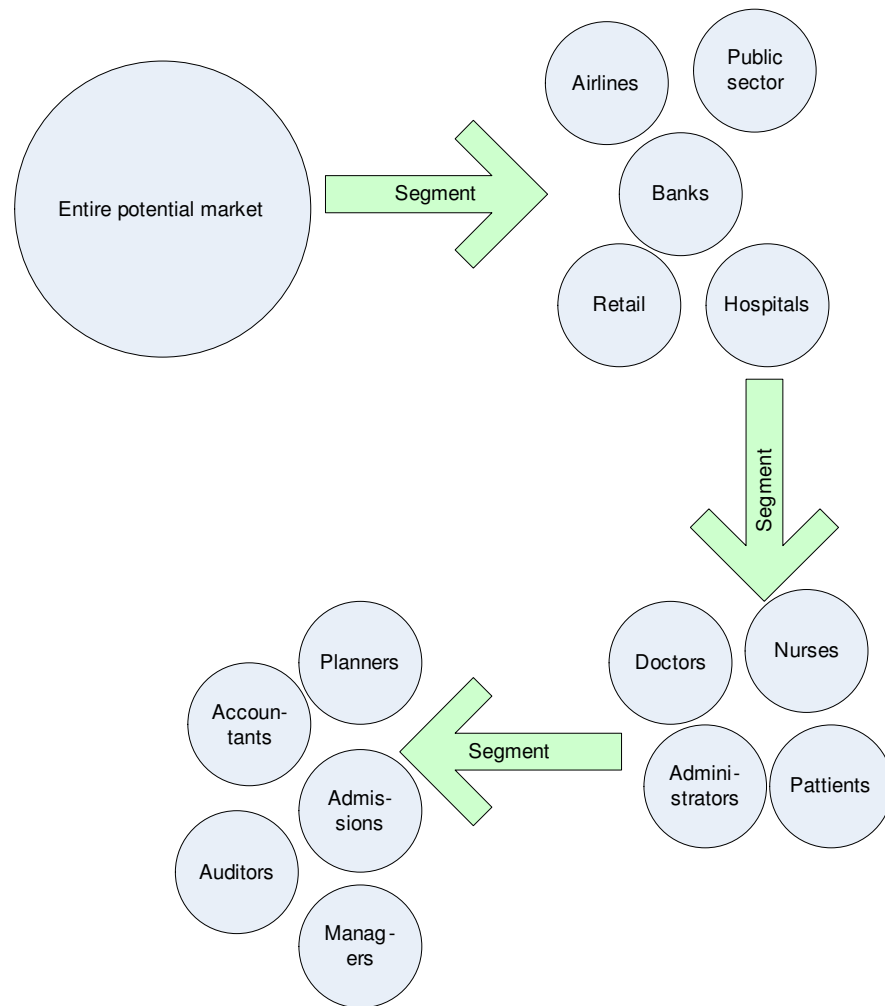 Entire potential market
Segment
Airlines
Public
sector
Banks
Retail
Hospitals
Segment
Doctors
Nurses
Admini-
strators
Pattients
Segment
Planners
Accoun-
tants
Admis-
sions
Auditors
Manag-
ers